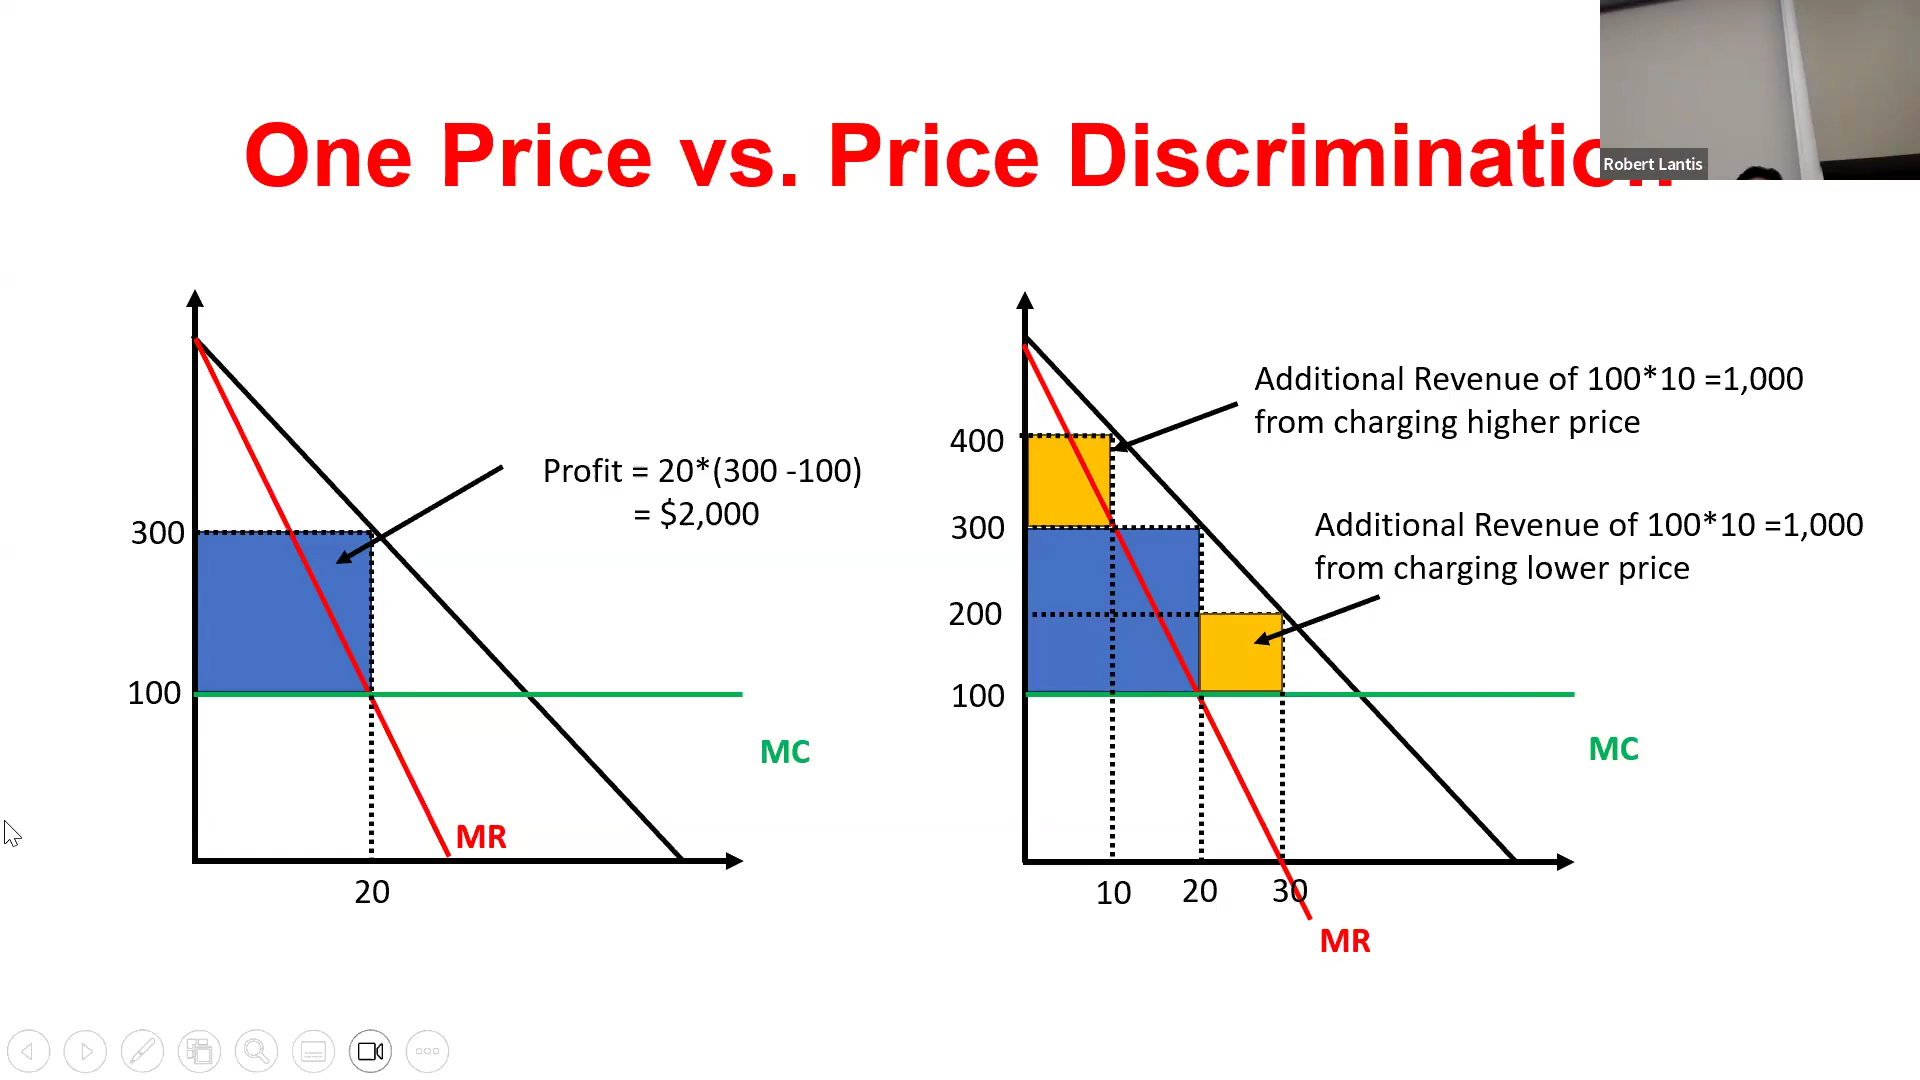 One Price vs. Price Discrimination
Robert Lantis
300
100
Profit = 20*(300 -100)
= $2,000
MC
MR
20
400
300
200
100
Additional Revenue of 100*10 =1,000
from charging higher price
Additional Revenue of 100*10 =1,000
from charging lower price
MC
10
20
30
MR